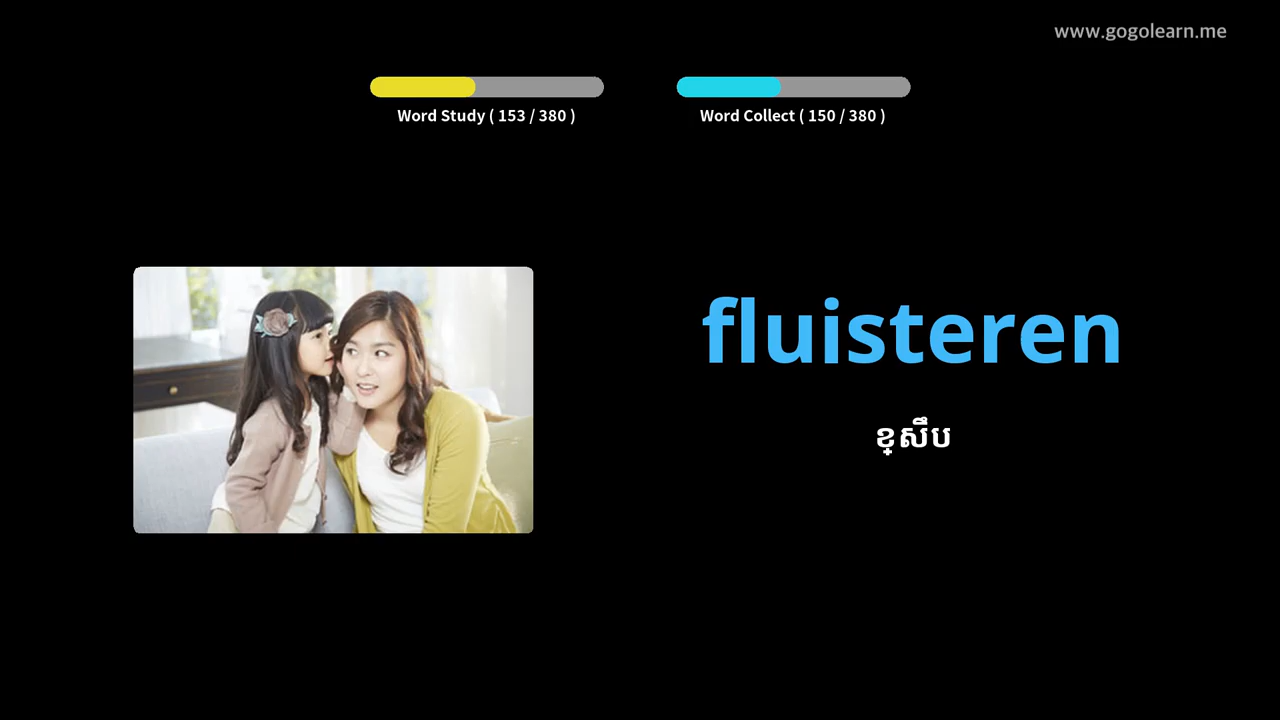 www.gogolearn.me
Word Study ( 153 / 380 )
Word Collect ( 150 / 380 )
fluisteren
ខ្សឹប